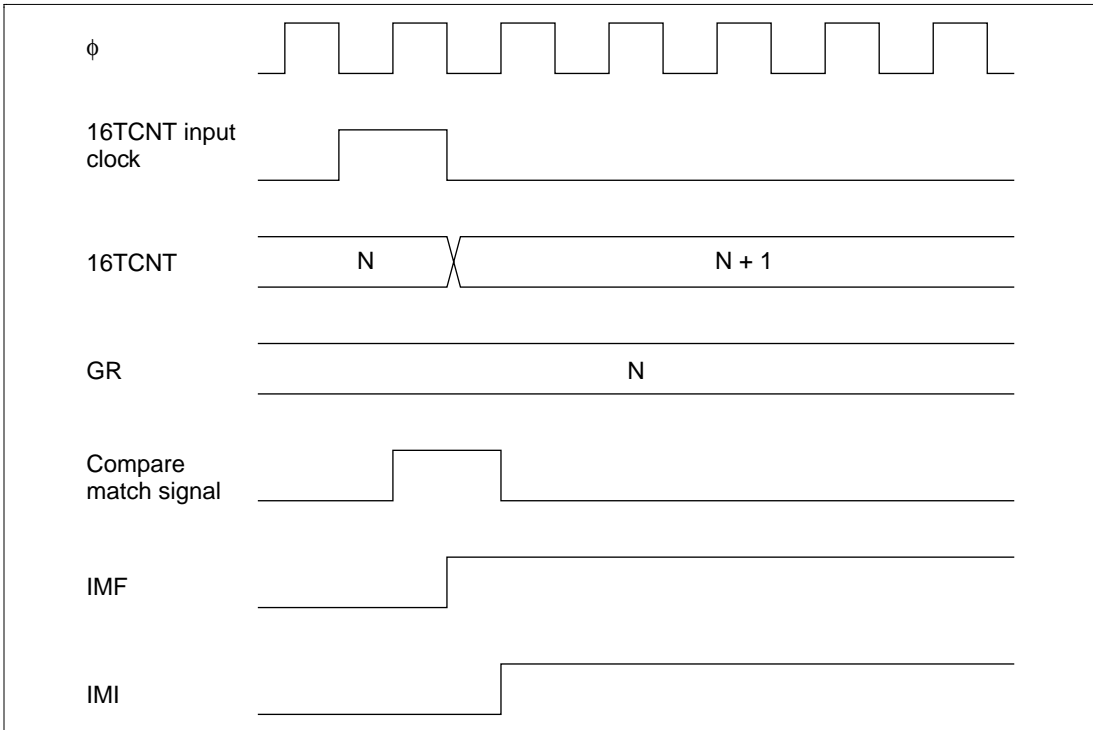 ϕ
16TCNT input
clock
16TCNT
N
N + 1
GR
N
Compare
match signal
IMF
IMI